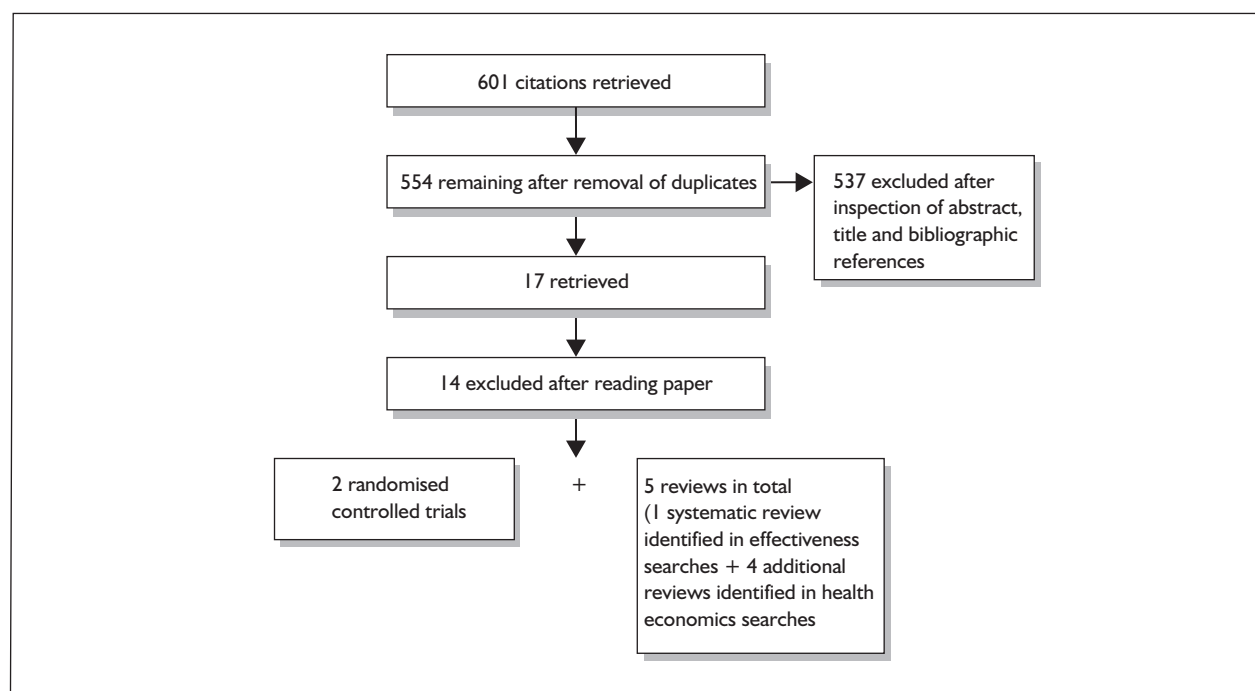 601 citations retrieved
554 remaining after removal of duplicates
537 excluded after
inspection of abstract,
title and bibliographic
references
17 retrieved
14 excluded after reading paper
2 randomised
controlled trials
+
5 reviews in total
(1 systematic review
identified in effectiveness
searches + 4 additional
reviews identified in health
economics searches